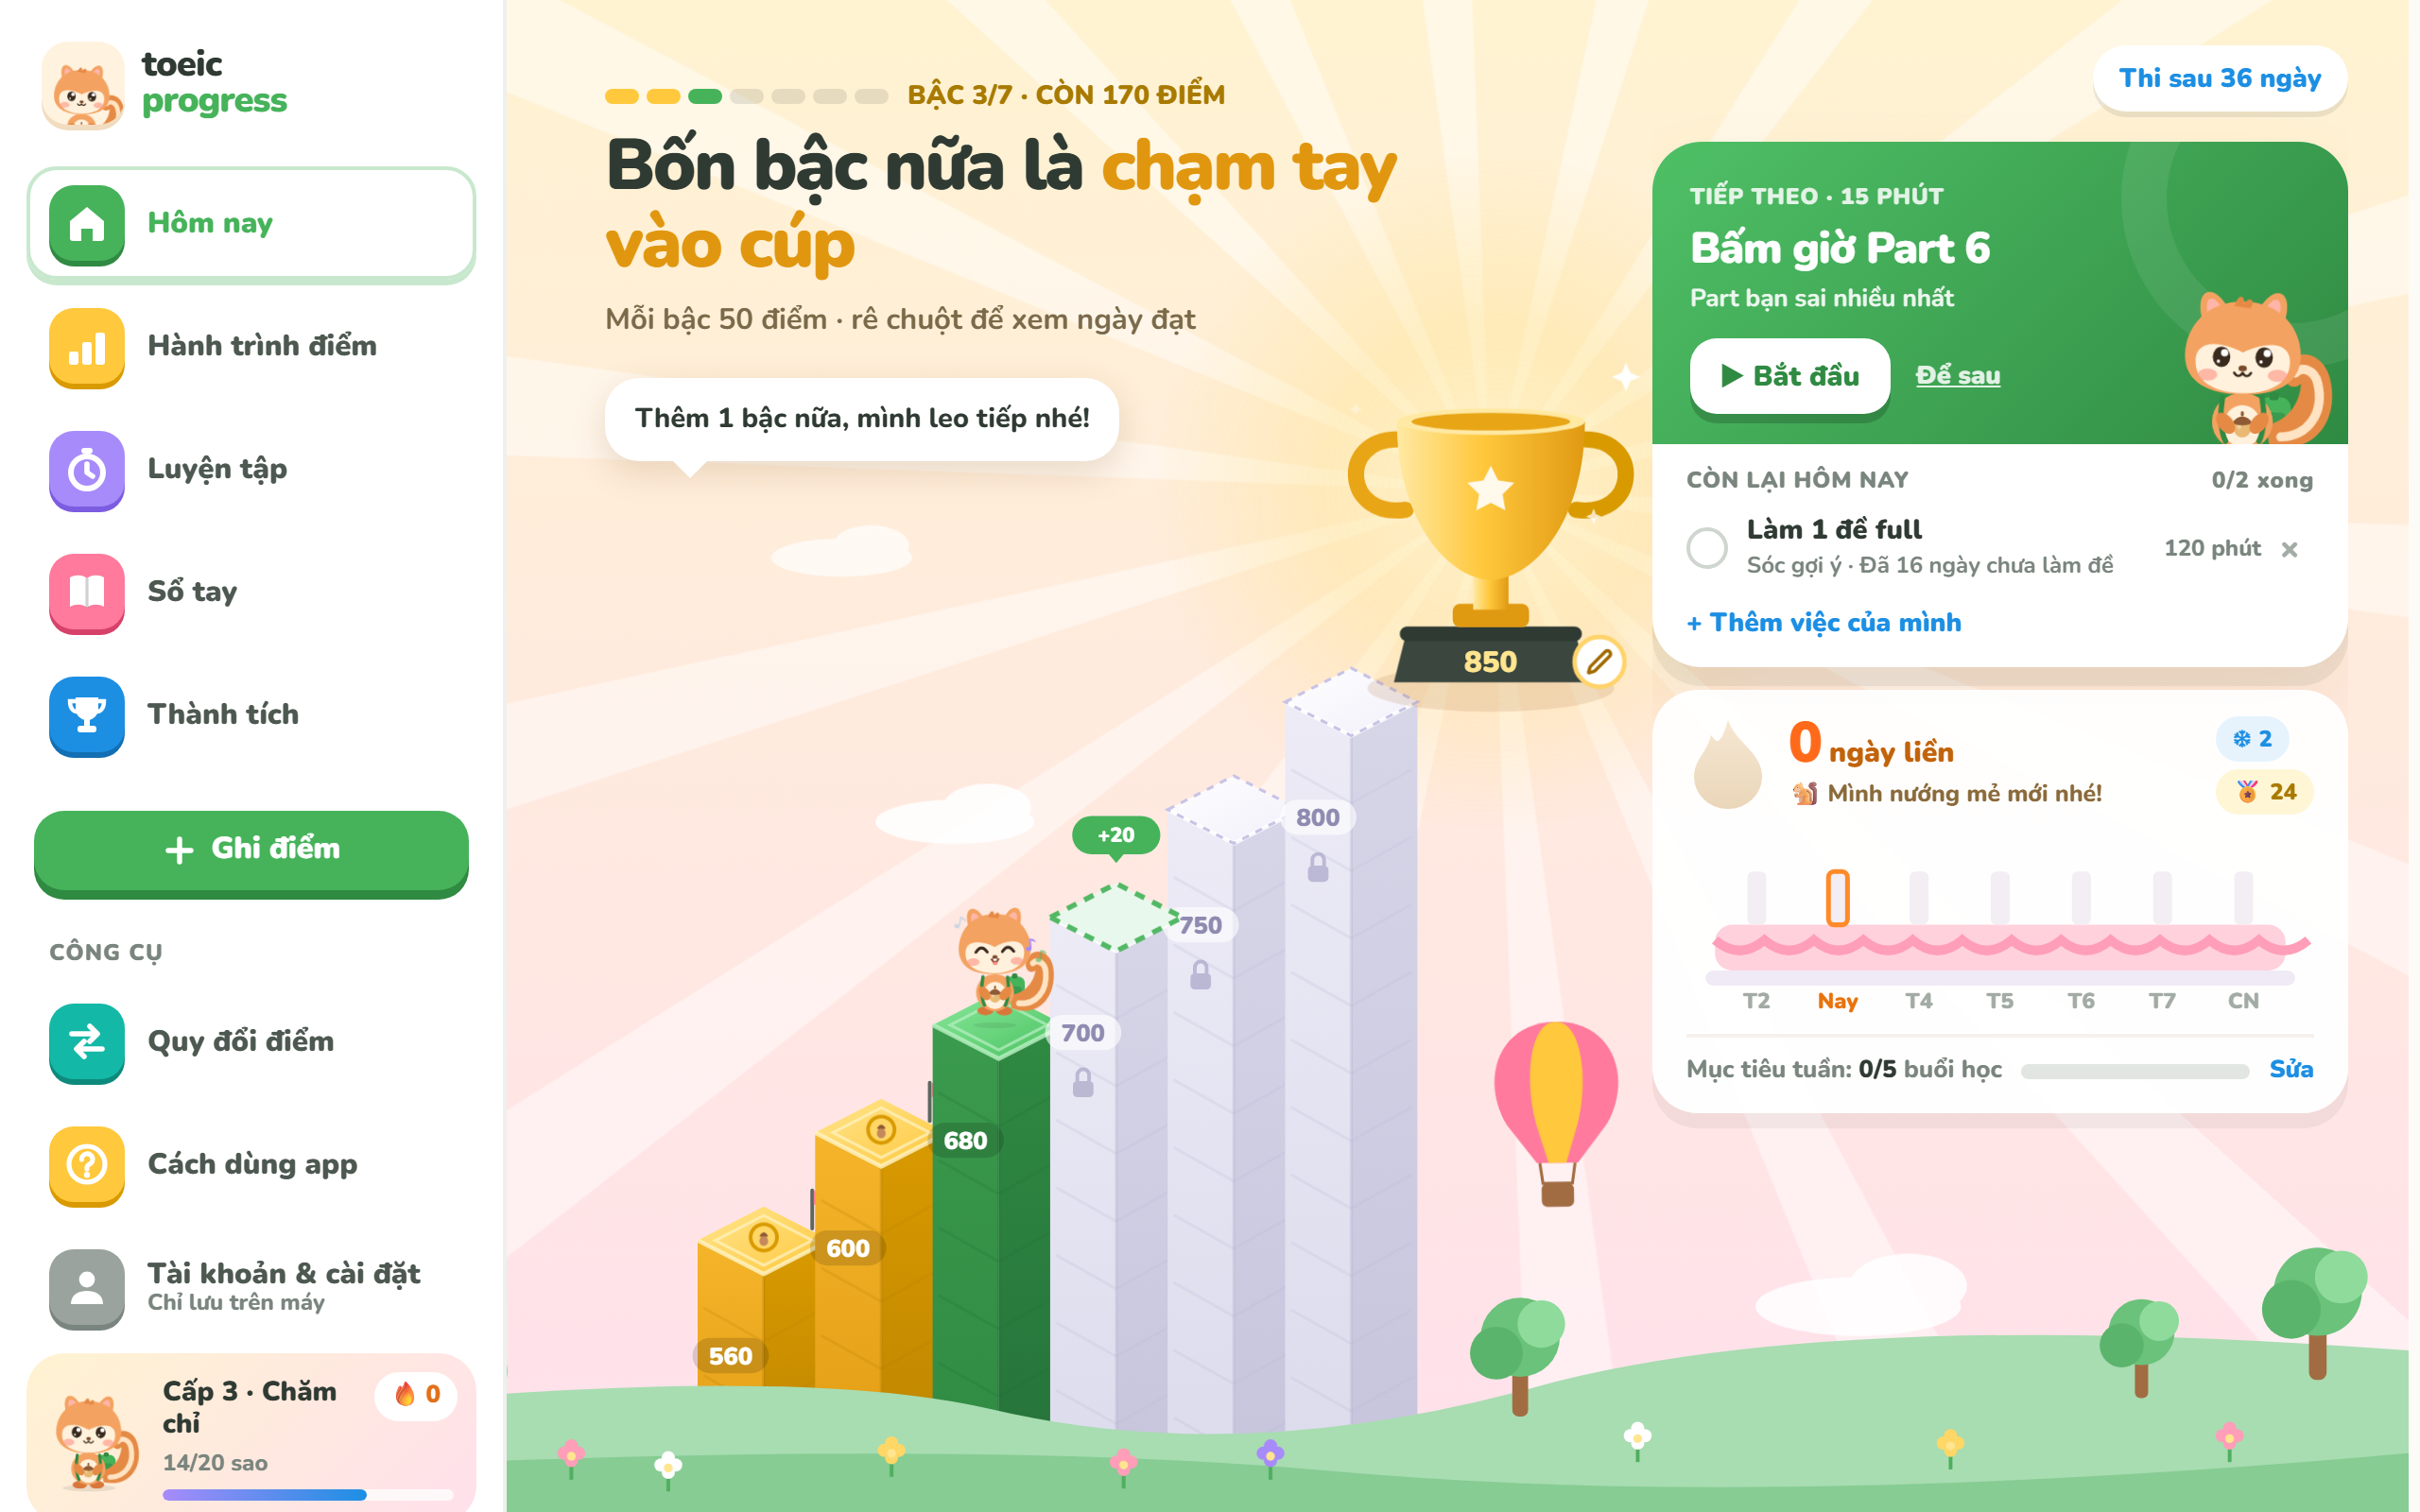 toeic
progress
Hôm nay
Hành trình điểm
Luyện tập
Sổ tay
Thành tích
+ Ghi điểm
CÔNG CỤ
Quy đổi điểm
Cách dùng app
Tài khoản & cài đặt
Chỉ lưu trên máy
Cấp 3 · Chăm
chỉ
0
14/20 sao
BẬC 3/7 · CÒN 170 ĐIỂM
Bốn bậc nữa là chạm tay
vào cúp
Mỗi bậc 50 điểm · rê chuột để xem ngày đạt
Thêm 1 bậc nữa, mình leo tiếp nhé!
850
800
+20
750
700
680
600
560
Thi sau 36 ngày
TIẾP THEO · 15 PHÚT
Bấm giờ Part 6
Part bạn sai nhiều nhất
Bắt đầu
Để sau
CÒN LẠI HÔM NAY
0/2 xong
Làm 1 đề full
Sóc gợi ý · Đã 16 ngày chưa làm đề
120 phút ×
+ Thêm việc của mình
0 ngày liền
2
Mình nướng mẻ mới nhé!
24
T2 Nay T4 T5 T6 T7 CN
Mục tiêu tuần: 0/5 buổi học
Sửa